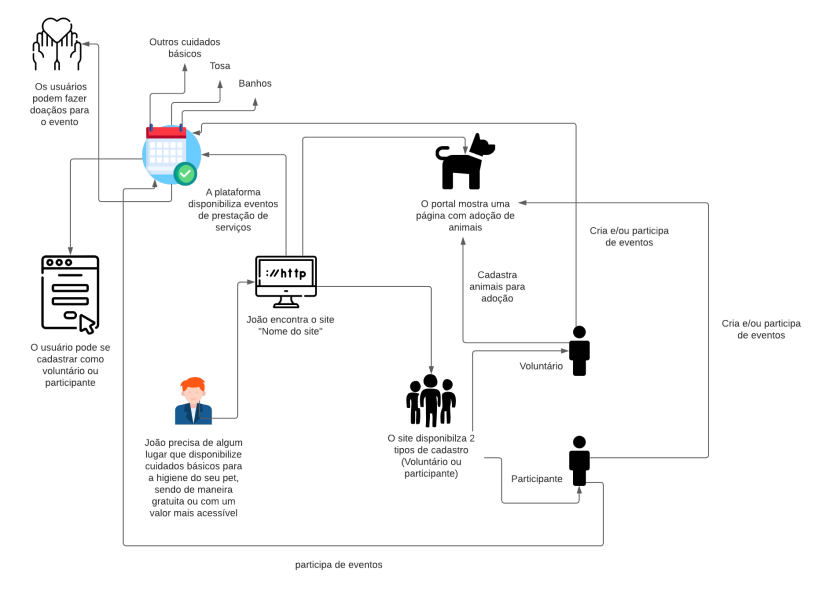 Outros cuidados
básicos
Tosa
Banhos
Os usuários
podem fazer
doações para
o evento
A plataforma
disponibiliza eventos
de prestação de
serviços
O portal mostra uma
página com adoção de
animais
Cria e/ou participa
de eventos
Cadastra
animais para
adoção
://http
João encontra o site
"Nome do site"
Cria e/ou participa
de eventos
O usuário pode se
cadastrar como
voluntário ou
participante
Voluntário
João precisa de algum
lugar que disponibilize
cuidados básicos para
a higiene do seu pet,
sendo de maneira
gratuita ou com um
valor mais acessível
O site disponibilza 2
tipos de cadastro
(Voluntário ou
participante)
Participante
participa de eventos